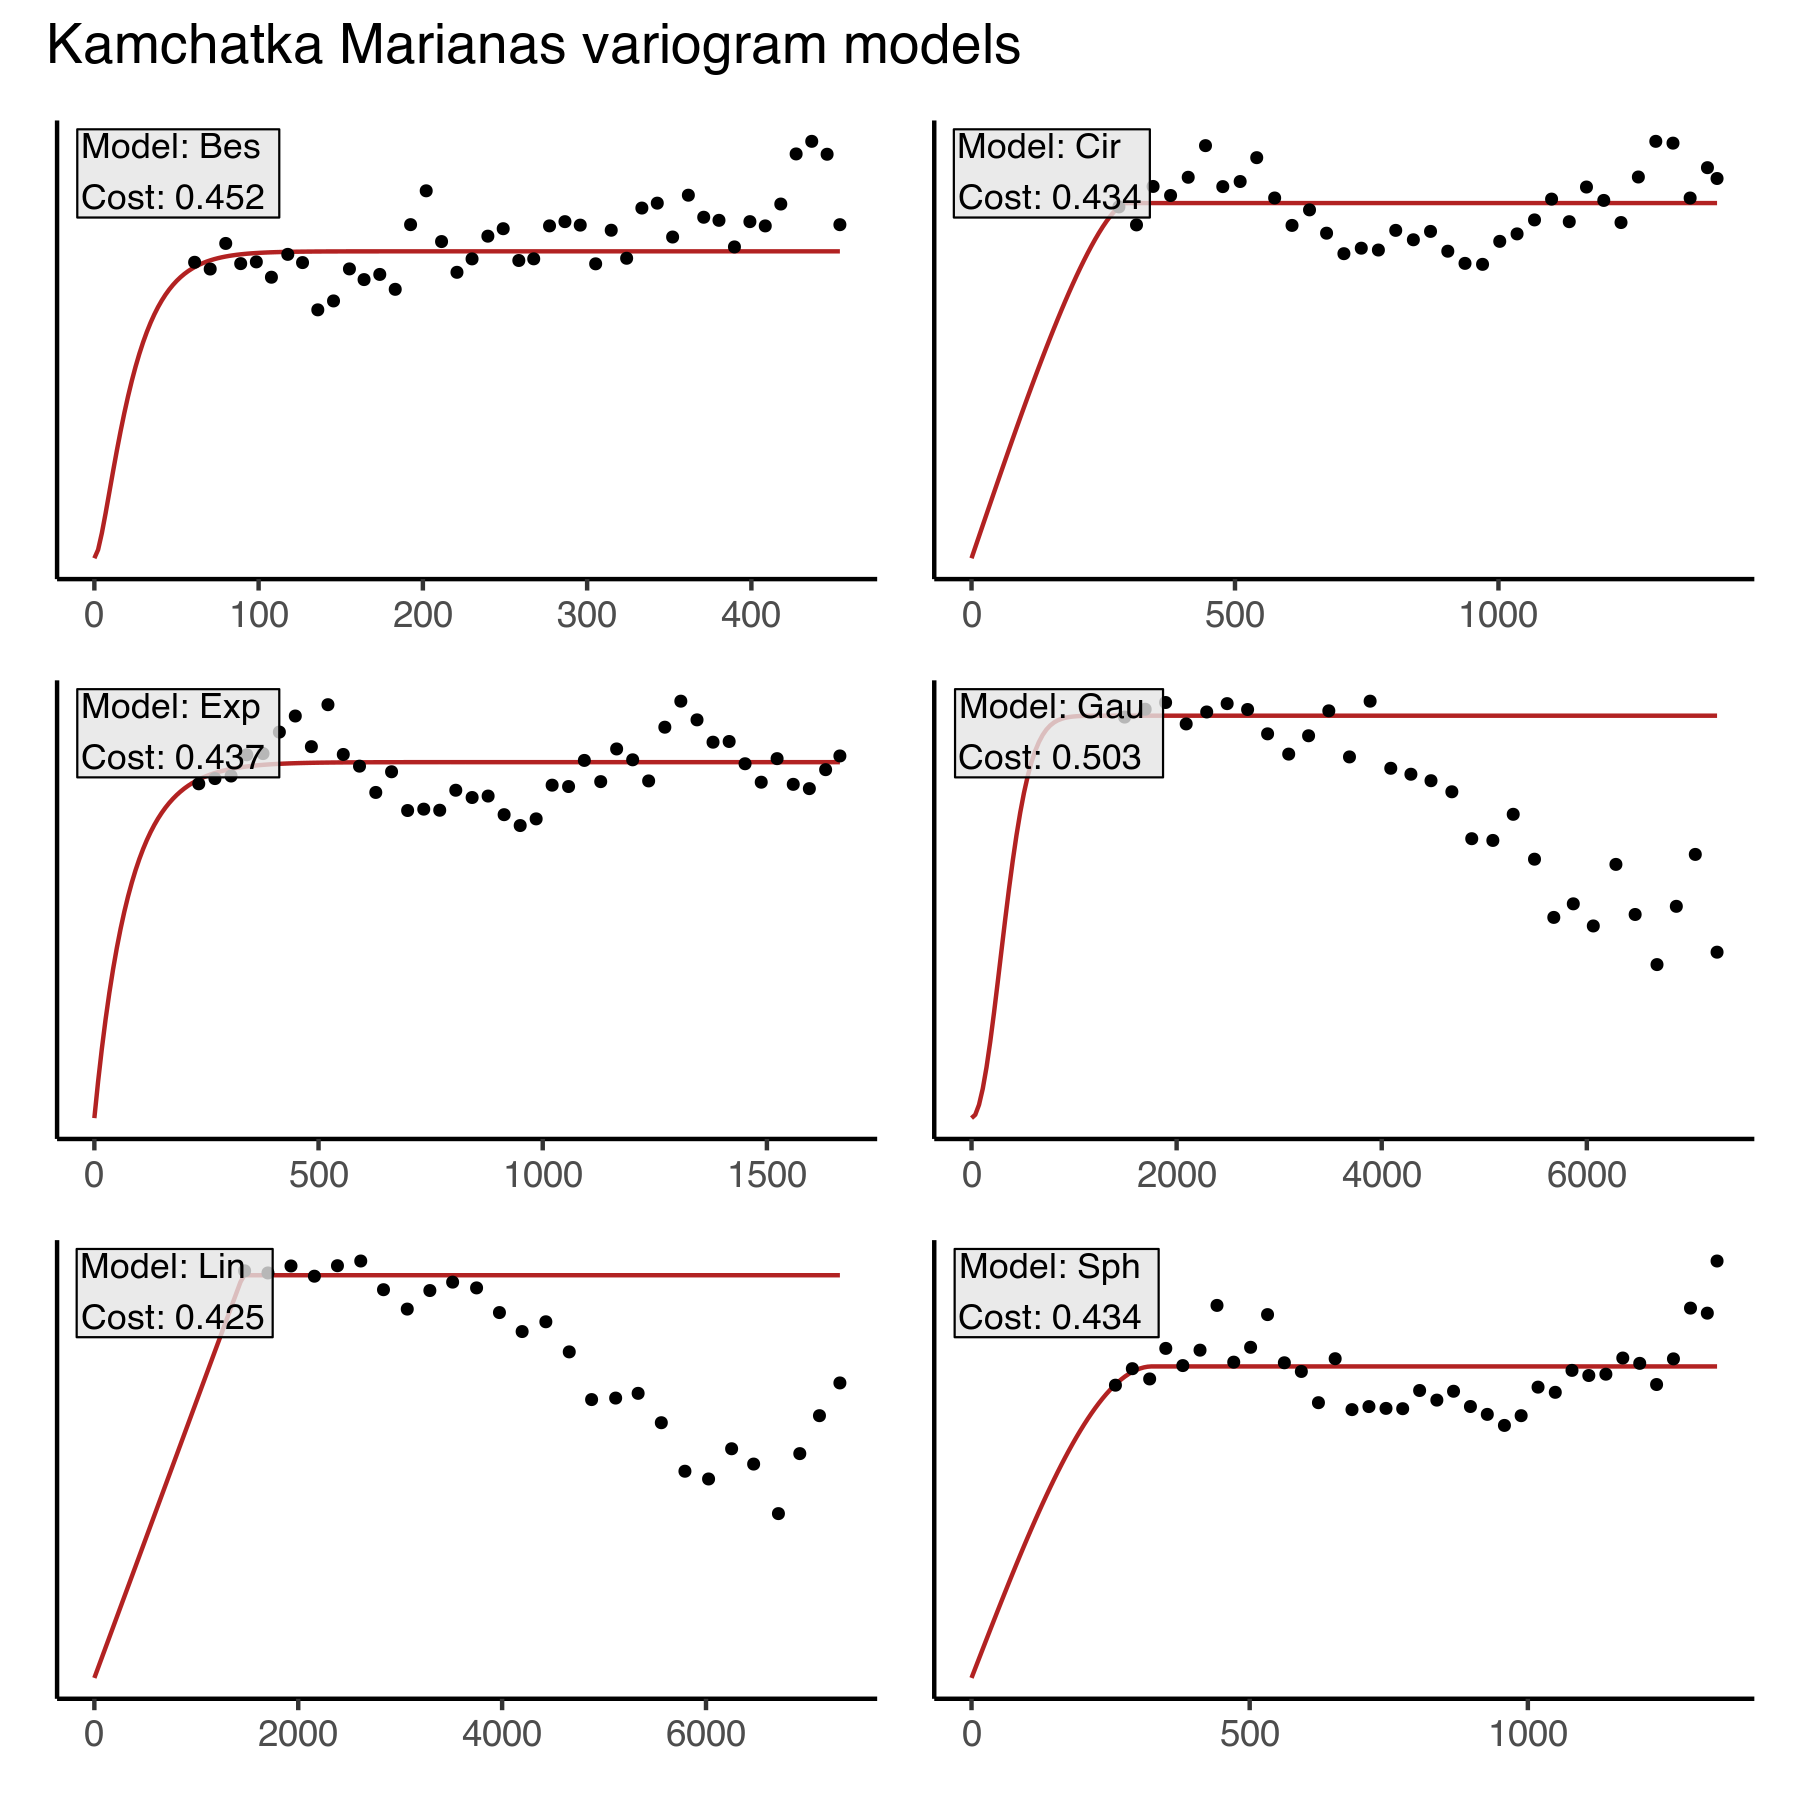 Kamchatka Marianas variogram models
Model: Bes
Cost: 0.452
0 100 200 300 400
Model: Cir
Cost: 0.434
0 500 1000
Model: Exp
Cost: 0.437
0 500 1000 1500
Model: Gau
Cost: 0.503
0 2000 4000 6000
Model: Lin
Cost: 0.425
0 2000 4000 6000
Model: Sph
Cost: 0.434
0 500 1000